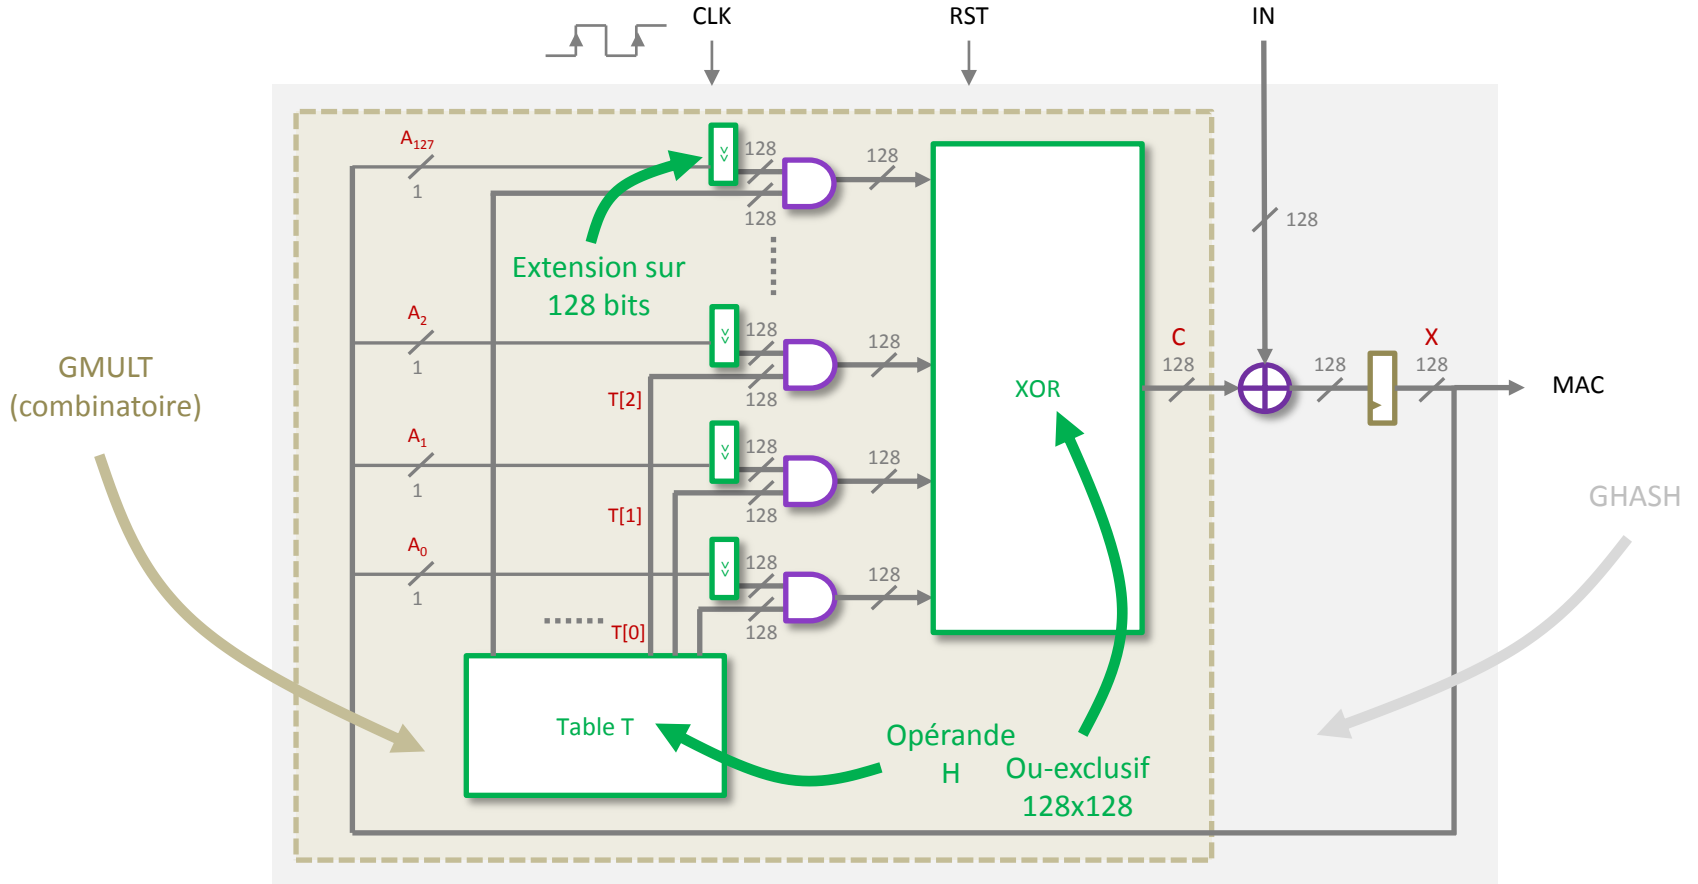 CLK
RST
IN
A127
128
128
1
128
128
128
Extension sur
128 bits
A2
128
128
C
X
1
128
128
128
128
GMULT
(combinatoire)
T[2]
XOR
MAC
A1
128
128
1
128
T[1]
GHASH
A0
128
128
1
128
T[0]
Table T
Opérande
H
Ou-exclusif
128x128